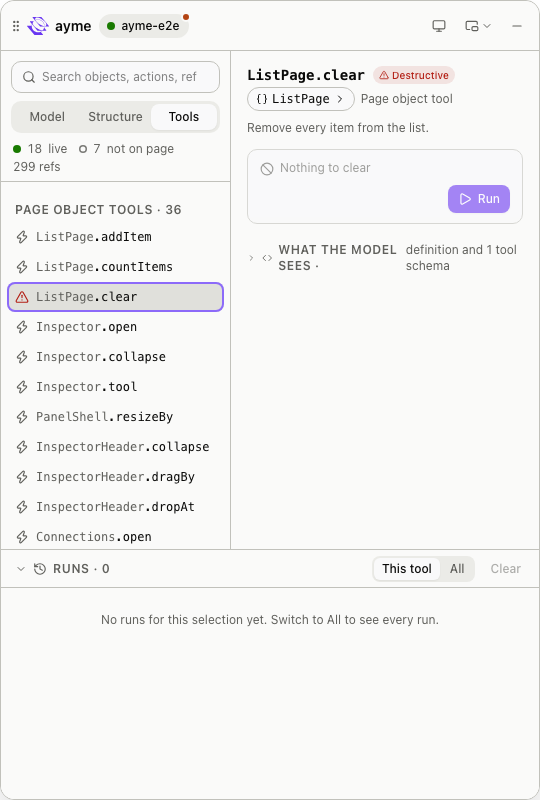 ayme
ayme-e2e
Search objects, actions, ref
Model
Structure
Tools
18 live
7 not on page
299 refs
PAGE OBJECT TOOLS · 36
ListPage.addItem
ListPage.countItems
ListPage.clear
Inspector.open
Inspector.collapse
Inspector.tool
PanelShell.resizeBy
InspectorHeader.collapse
InspectorHeader.dragBy
InspectorHeader.dropAt
Connections.open
ListPage.clear
Destructive
{} ListPage
Page object tool
Remove every item from the list.
Nothing to clear
Run
WHAT THE MODEL SEES ·
definition and 1 tool schema
RUNS · 0
This tool
All
Clear
No runs for this selection yet. Switch to All to see every run.